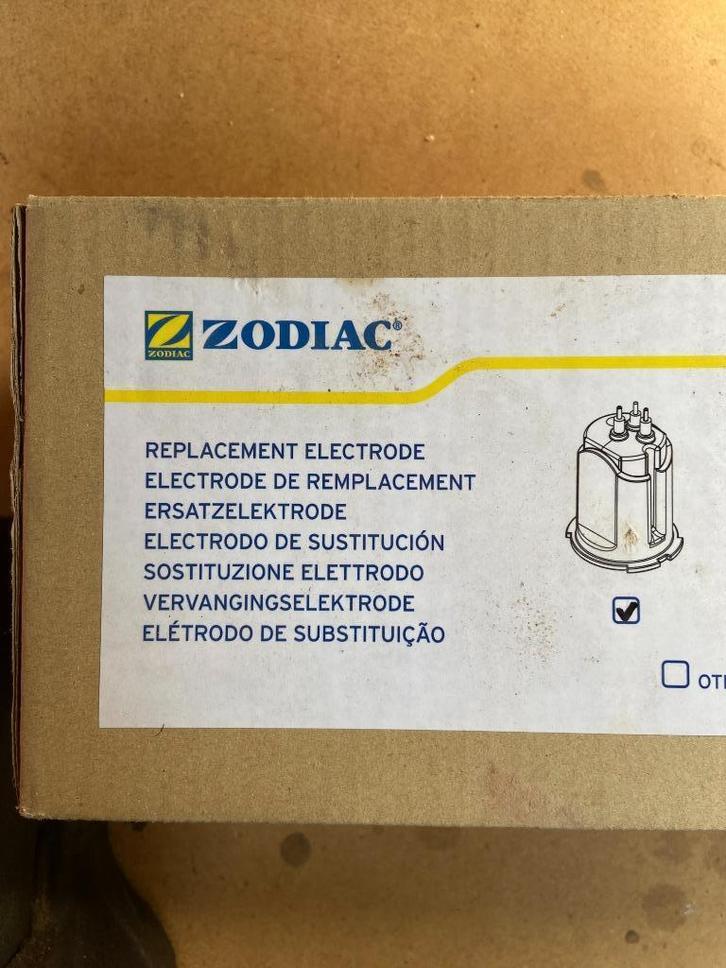 ZODIAC
ZODIAC®
REPLACEMENT ELECTRODE
ELECTRODE DE REMPLACEMENT
ERSATZELEKTRODE
ELECTRODO DE SUSTITUCIÓN
SOSTITUZIONE ELETTRODO
VERVANGINGSELEKTRODE
ELÉTRODO DE SUBSTITUIÇÃO